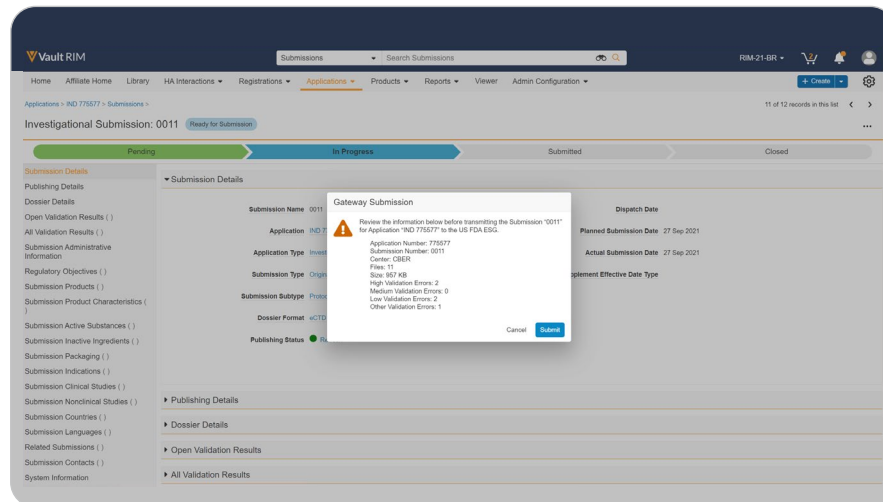 Vault RIM
Submissions
Search Submissions
RIM-21-BR
Home Affiliate Home Library HA Interactions Registrations Applications Products Reports Viewer Admin Configuration
+ Create
Applications > IND 775577 > Submissions >
11 of 12 records in this list
Investigational Submission: 0011 Ready for Submission
Pending In Progress Submitted Closed
Submission Details
Publishing Details
Dossier Details
Open Validation Results ( )
All Validation Results ( )
Submission Administrative
Information
Regulatory Objectives ( )
Submission Products ( )
Submission Product Characteristics (
)
Submission Active Substances ( )
Submission Inactive Ingredients ( )
Submission Packaging ( )
Submission Indications ( )
Submission Clinical Studies ( )
Submission Nonclinical Studies ( )
Submission Countries ( )
Submission Languages ( )
Related Submissions ( )
Submission Contacts ( )
System Information
Submission Details
Submission Name 0011
Application IND
Application Type
Submission Type
Submission Subtype
Dossier Format eCTD
Publishing Status
Dispatch Date
Planned Submission Date 27 Sep 2021
Actual Submission Date 27 Sep 2021
Effective Date Type
Gateway Submission
Review the information below before transmitting the Submission "0011"
for Application "IND 775577" to the US FDA ESG.
Application Number: 775577
Submission Number: 0011
Center: CBER
Files: 11
Size: 957 KB
High Validation Errors: 2
Medium Validation Errors: 0
Low Validation Errors: 2
Other Validation Errors: 1
Cancel Submit
Publishing Details
Dossier Details
Open Validation Results
All Validation Results